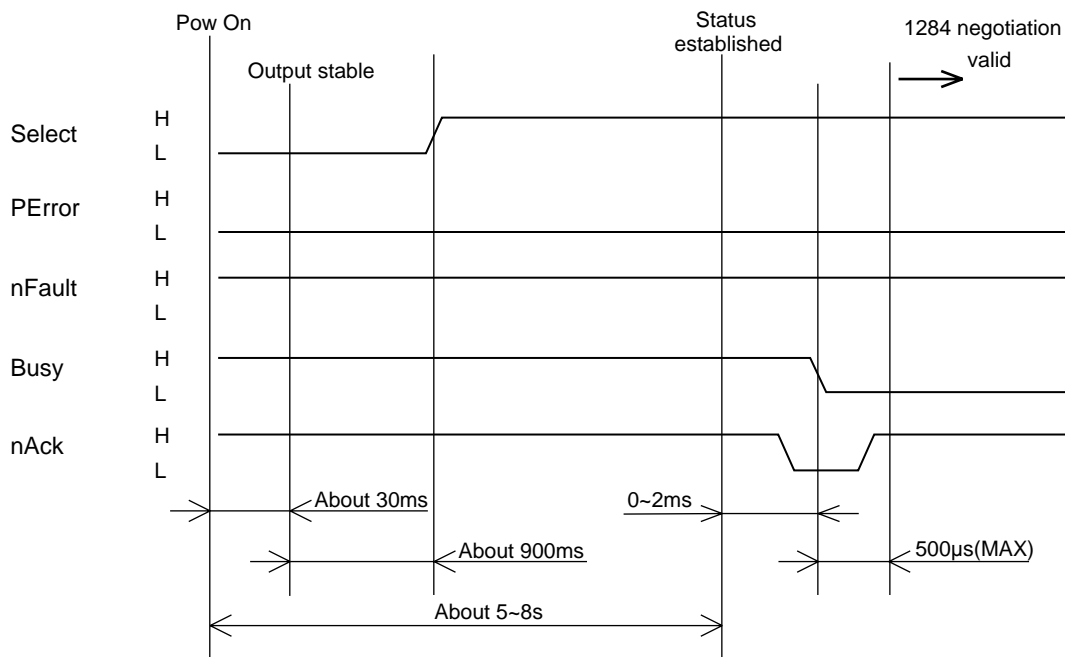 Pow On
Status
established
1284 negotiation
valid
Output stable
Select
H
L
PError
H
L
nFault
H
L
Busy
H
L
nAck
H
L
About 30ms
0~2ms
About 900ms
500µs(MAX)
About 5~8s